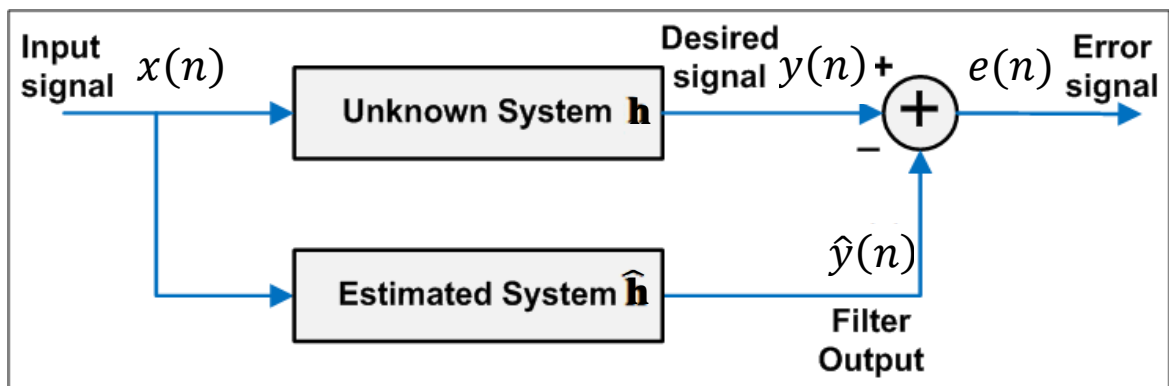 Input
signal
x(n)
Unknown System h
Desired
signal
y(n) +
+
−
e(n)
Error
signal
Estimated System ĥ
ŷ(n)
Filter
Output